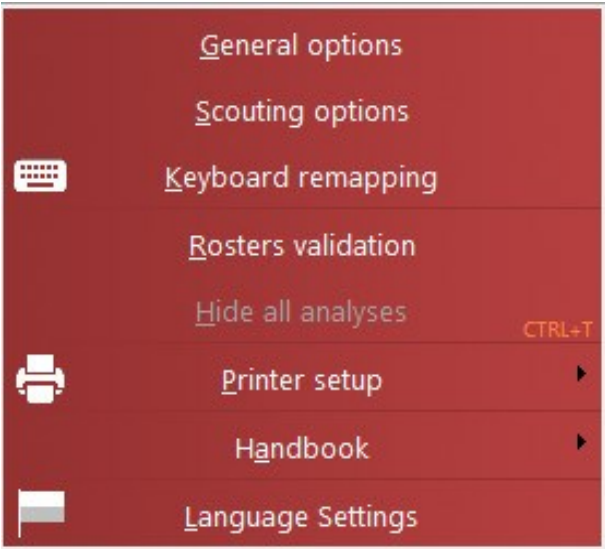 General options
Scouting options
Keyboard remapping
Rosters validation
Hide all analyses
CTRL+T
Printer setup
Handbook
Language Settings